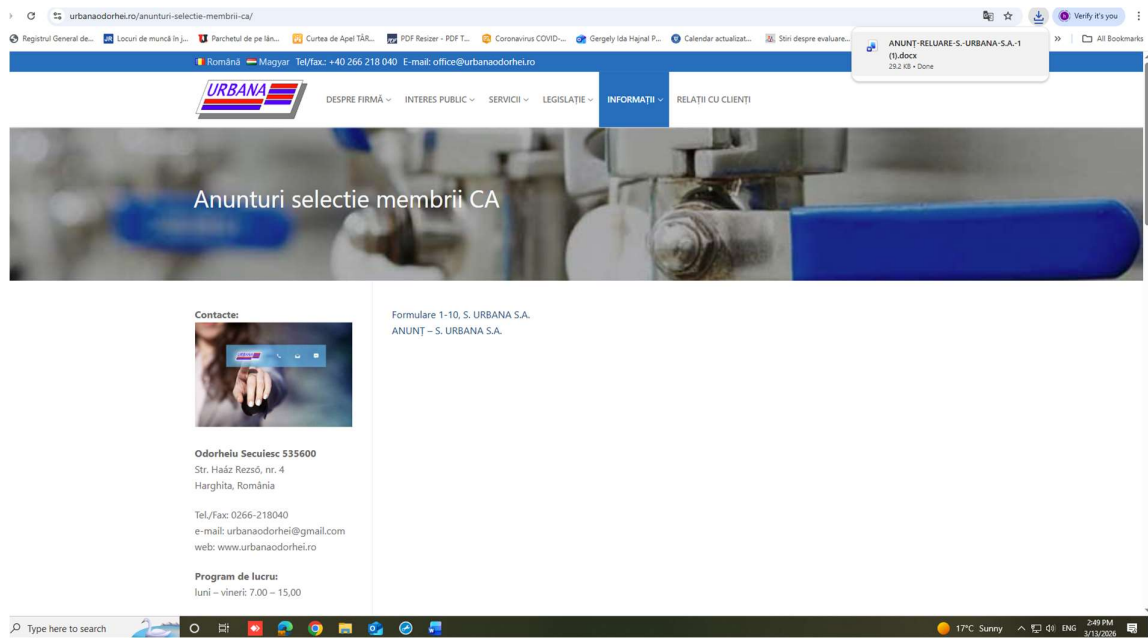 urbanaodorhei.ro/anunturi-selectie-membrii-ca/
Verify it's you
Registrul General de...
Locuri de muncă în j...
Parchetul de pe lân...
Curtea de Apel TÂR...
PDF Resizer - PDF T...
Coronavirus COVID-...
Gergely Ida Hajnal P...
Calendar actualizat...
Stiri despre evaluare...
All Bookmarks
ANUNȚ-RELUARE-S.-URBANA-S.A.-1
(1).docx
29.2 KB • Done
Română Magyar Tel/fax.: +40 266 218 040 E-mail: office@urbanaodorhei.ro
URBANA
DESPRE FIRMĂ INTERES PUBLIC SERVICII LEGISLAȚIE INFORMAȚII RELAȚII CU CLIENȚI
Anunturi selectie membrii CA
Contacte:
URBANA
Odorheiu Secuiesc 535600
Str. Haáz Rezső, nr. 4
Harghita, România
Tel./Fax: 0266-218040
e-mail: urbanaodorhei@gmail.com
web: www.urbanaodorhei.ro
Program de lucru:
luni – vineri: 7.00 – 15,00
Formulare 1-10, S. URBANA S.A.
ANUNȚ – S. URBANA S.A.
Type here to search
17°C Sunny
ENG
2:49 PM
3/13/2026